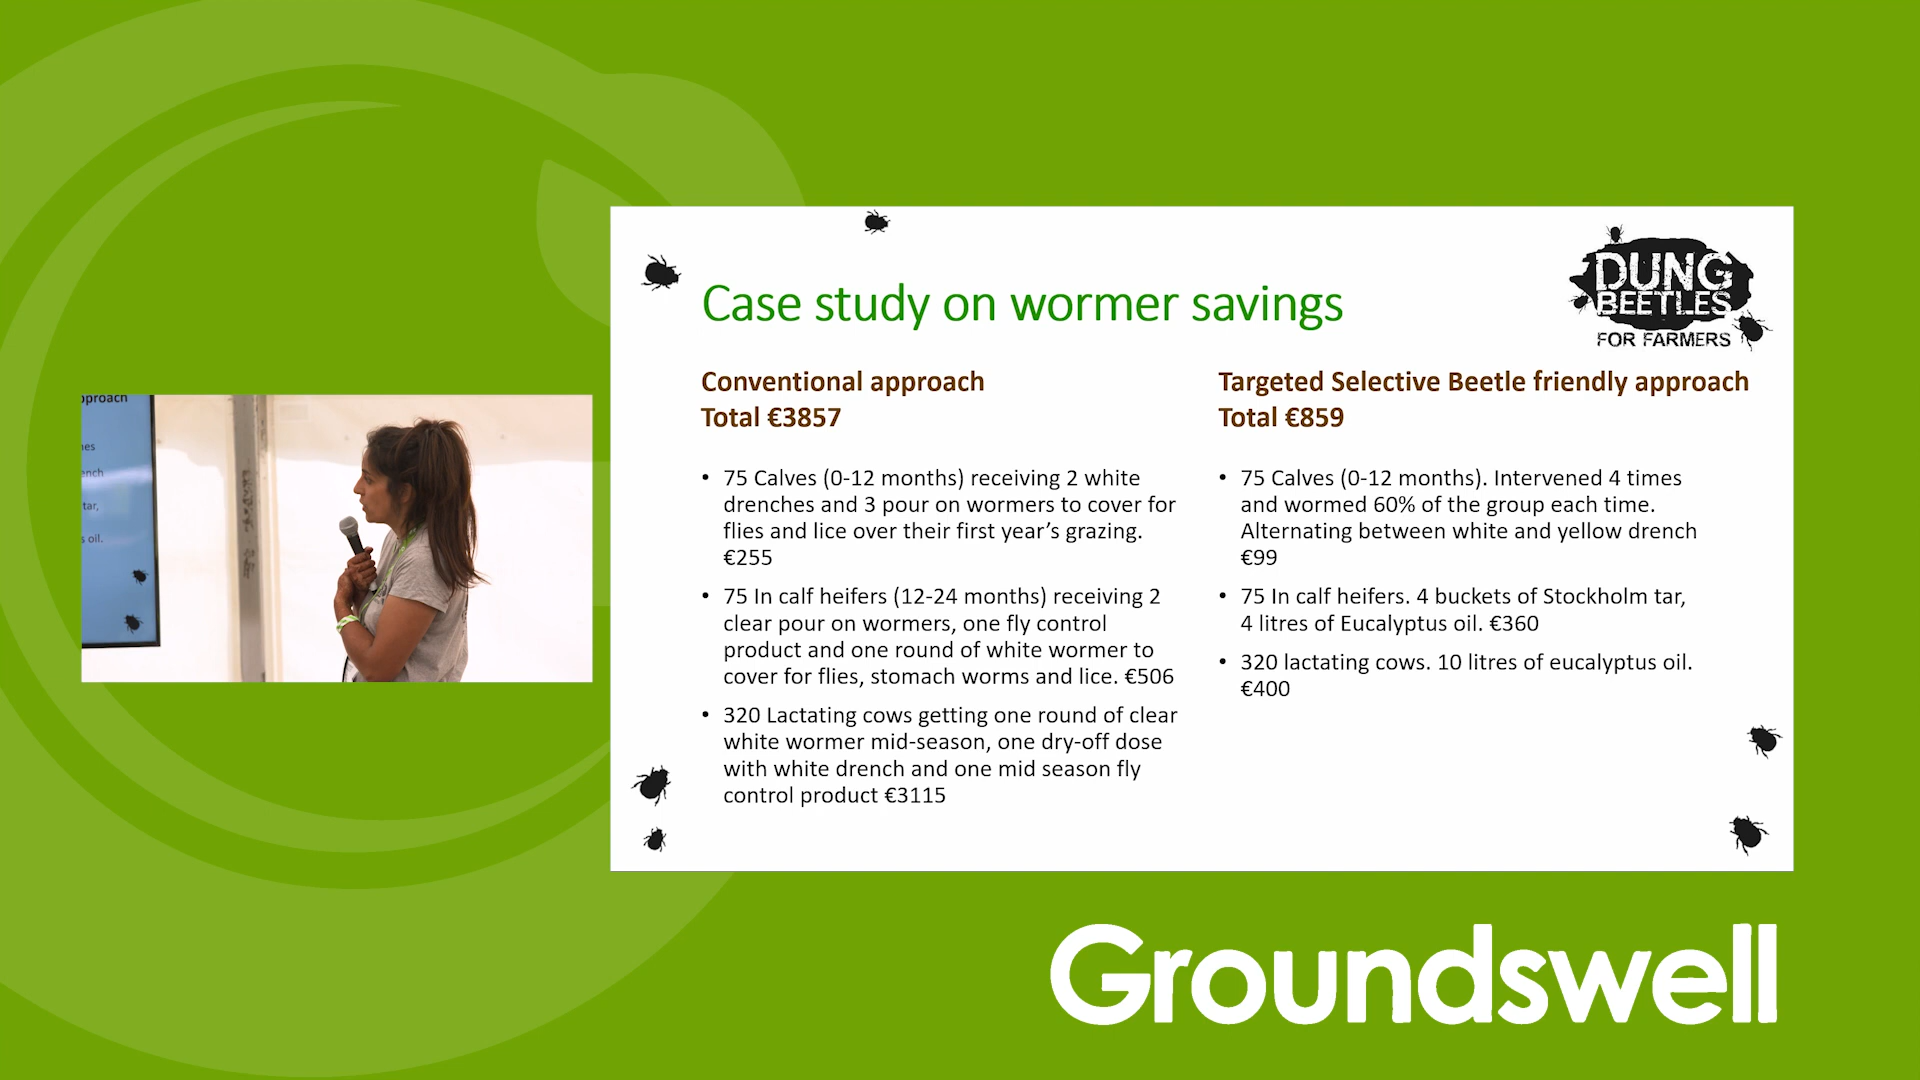 DUNG
BEETLES
FOR FARMERS
Case study on wormer savings
Conventional approach
Total €3857
• 75 Calves (0-12 months) receiving 2 white
drenches and 3 pour on wormers to cover for
flies and lice over their first year’s grazing.
€255
• 75 In calf heifers (12-24 months) receiving 2
clear pour on wormers, one fly control
product and one round of white wormer to
cover for flies, stomach worms and lice. €506
• 320 Lactating cows getting one round of clear
white wormer mid-season, one dry-off dose
with white drench and one mid season fly
control product €3115
Targeted Selective Beetle friendly approach
Total €859
• 75 Calves (0-12 months). Intervened 4 times
and wormed 60% of the group each time.
Alternating between white and yellow drench
€99
• 75 In calf heifers. 4 buckets of Stockholm tar,
4 litres of Eucalyptus oil. €360
• 320 lactating cows. 10 litres of eucalyptus oil.
€400
proach
tar,
oil.
Groundswell